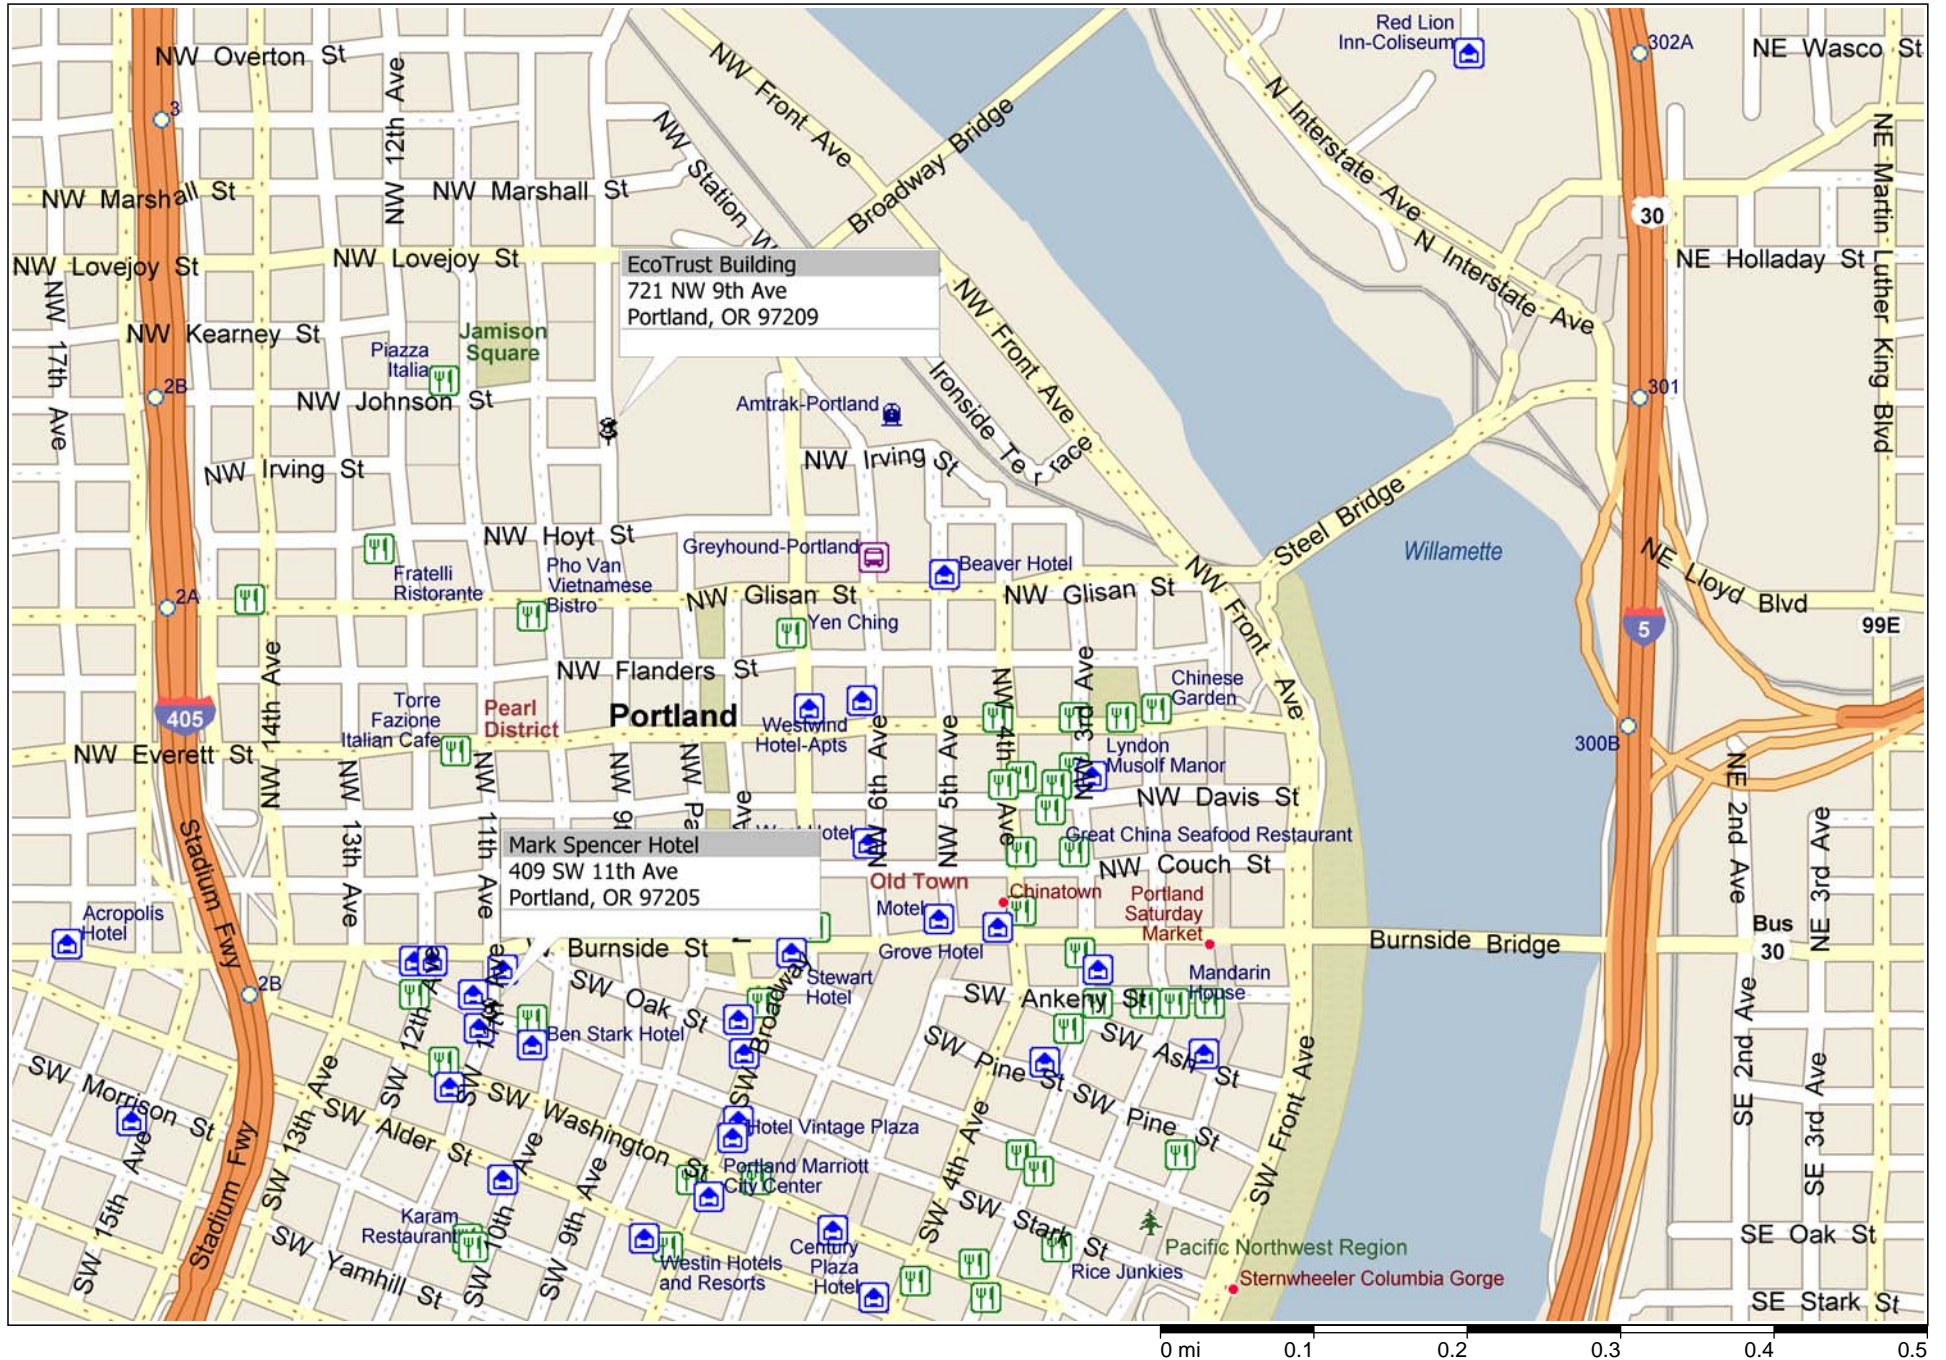 Red Lion
Inn-Coliseum
302A
NE Wasco St
NW Overton St
NW 12th Ave
NW Front Ave
3
N Interstate Ave
NW Station W
Broadway Bridge
NE Martin Luther King Blvd
NW Marshall St
NW Marshall St
30
N Interstate Ave
NE Holladay St
NW Lovejoy St
NW Lovejoy St
EcoTrust Building
721 NW 9th Ave
Portland, OR 97209
NW 17th Ave
NW Kearney St
Jamison
Square
Piazza
Italia
NW Front Ave
2B
301
NW Johnson St
Amtrak-Portland
Ironside Terrace
NW Irving St
NW Irving St
Steel Bridge
NW Hoyt St
Greyhound-Portland
Beaver Hotel
Willamette
NE Lloyd Blvd
Fratelli
Ristorante
Pho Van
Vietnamese
Bistro
2A
NW Glisan St
NW Glisan St
NW Front Ave
Yen Ching
5
99E
NW Flanders St
NW 14th Ave
NW 3rd Ave
Chinese
Garden
405
Torre
Fazione
Italian Cafe
Pearl
District
Portland
Westwind
Hotel-Apts
NW 6th Ave
NW 5th Ave
NW 4th Ave
Lyndon
Musolf Manor
300B
NW Everett St
NW 13th Ave
NW 11th Ave
NW Davis St
NE 2nd Ave
NE 3rd Ave
Stadium Fwy
Great China Seafood Restaurant
Mark Spencer Hotel
409 SW 11th Ave
Portland, OR 97205
NW Couch St
Old Town
Chinatown
Motel
Portland
Saturday
Market
Acropolis
Hotel
Burnside St
Grove Hotel
Burnside Bridge
Bus
30
2B
SW Oak St
Stewart
Hotel
SW Broadway
SW Ankeny St
Mandarin
House
SW 12th Ave
SW 11th Ave
Ben Stark Hotel
SW Pine St
SW Ash St
SW 2nd Ave
SE 2nd Ave
SE 3rd Ave
SW Morrison St
SW 13th Ave
SW Alder St
SW Washington St
SW Pine St
SW Front Ave
Hotel Vintage Plaza
Portland Marriott
City Center
SW 4th Ave
SW Stark St
SW 15th Ave
Stadium Fwy
Karam
Restaurant
SW 10th Ave
SW 9th Ave
SW Yamhill St
Westin Hotels
and Resorts
Century
Plaza
Hotel
Rice Junkies
Pacific Northwest Region
Sternwheeler Columbia Gorge
SE Oak St
SE Stark St
0 mi 0.1 0.2 0.3 0.4 0.5